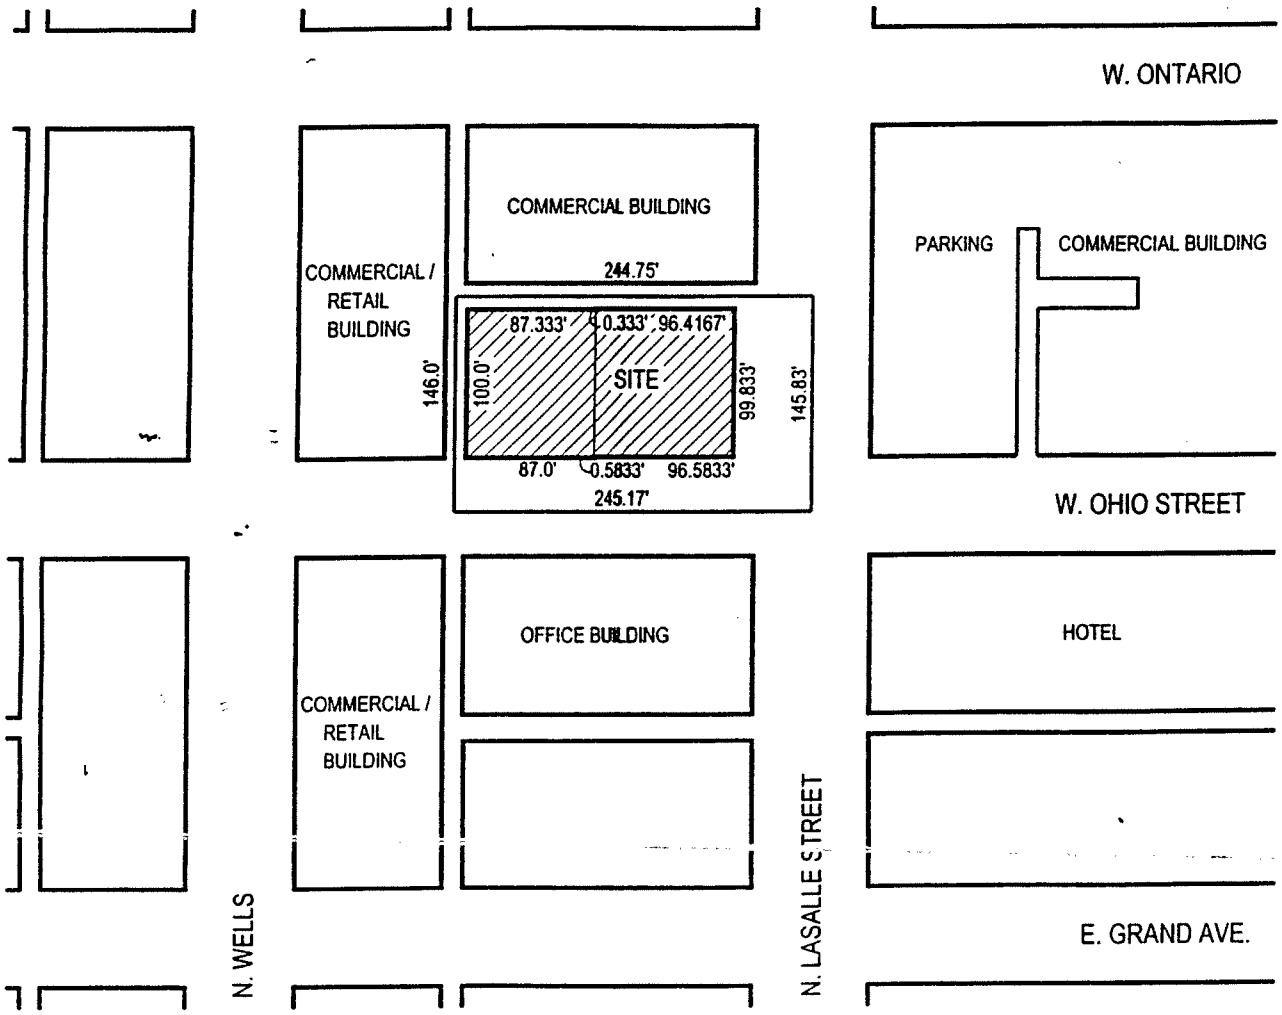 W. ONTARIO
COMMERCIAL BUILDING
244.75'
COMMERCIAL /
RETAIL
BUILDING
PARKING
COMMERCIAL BUILDING
87.333'
0.333'
96.4167'
SITE
146.0'
100.0'
99.833'
145.83'
87.0'
0.5833'
96.5833'
245.17'
W. OHIO STREET
OFFICE BUILDING
HOTEL
COMMERCIAL /
RETAIL
BUILDING
N. WELLS
N. LASALLE STREET
E. GRAND AVE.